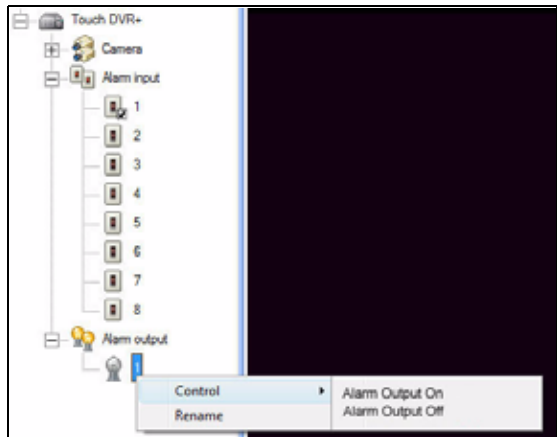 Touch DVR+
Camera
Alarm input
1
2
3
4
5
6
7
8
Alarm output
1
Control
Alarm Output On
Rename
Alarm Output Off